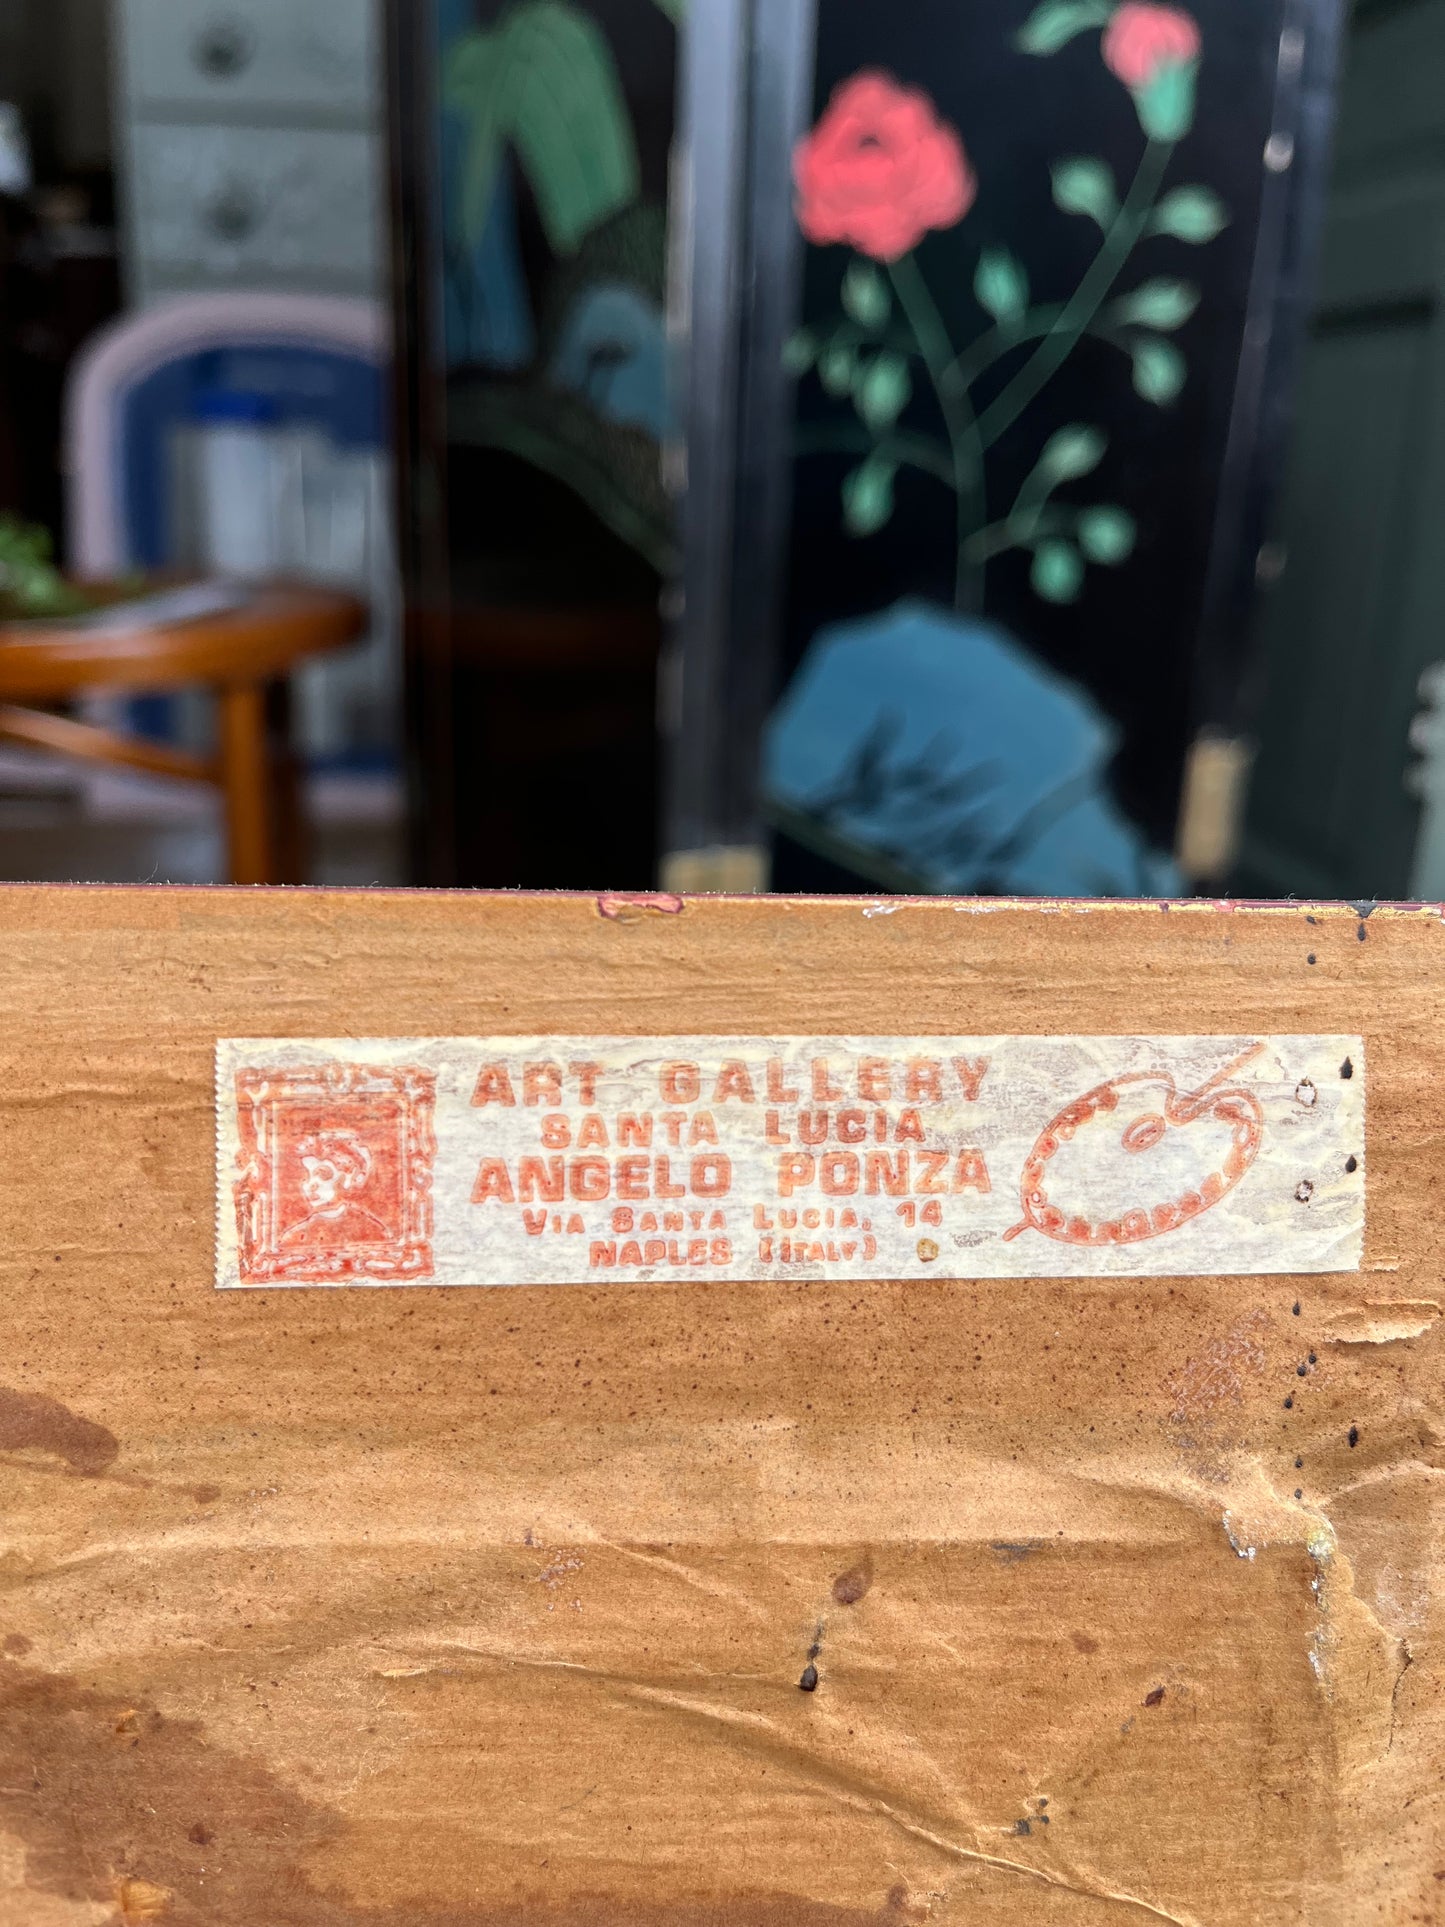 ART GALLERY
SANTA LUCIA
ANGELO PONZA
VIA SANTA LUCIA, 14
NAPLES (ITALY)